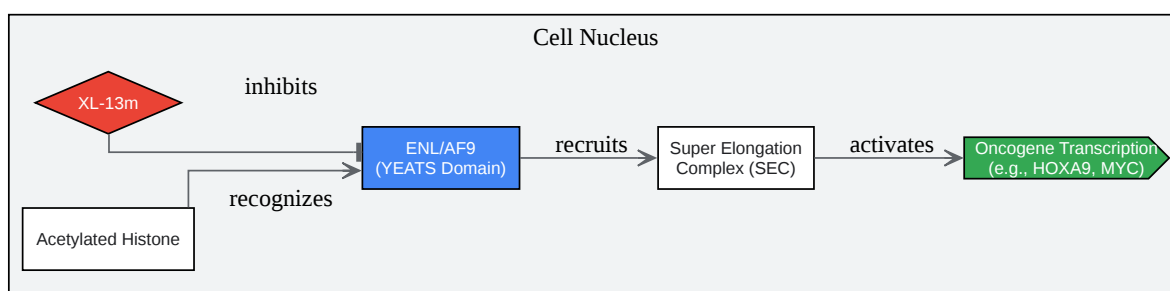 Cell Nucleus
XL-13m
inhibits
ENL/AF9
(YEATS Domain)
recruits
Super Elongation
Complex (SEC)
activates
Oncogene Transcription
(e.g., HOXA9, MYC)
recognizes
Acetylated Histone